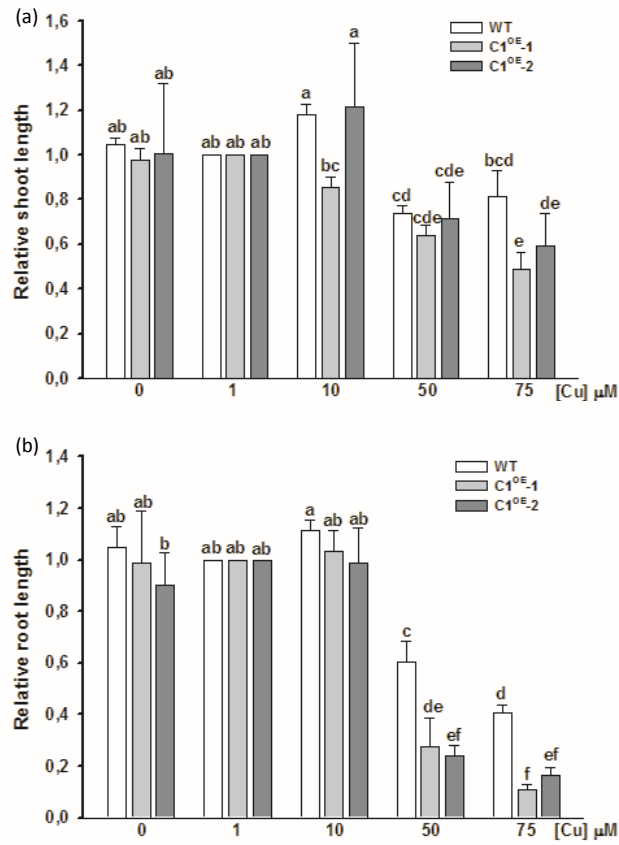 (a)
1,6
1,4
1,2
1,0
0,8
0,6
0,4
0,2
0,0
Relative shoot length
WT
C1OE-1
C1OE-2
ab ab ab
ab ab ab
a bc a
cd cde cde
bcd e de
0 1 10 50 75 [Cu] µM
(b)
1,4
1,2
1,0
0,8
0,6
0,4
0,2
0,0
Relative root length
WT
C1OE-1
C1OE-2
ab ab b
ab ab ab
a ab ab
c de ef
d f ef
0 1 10 50 75 [Cu] µM